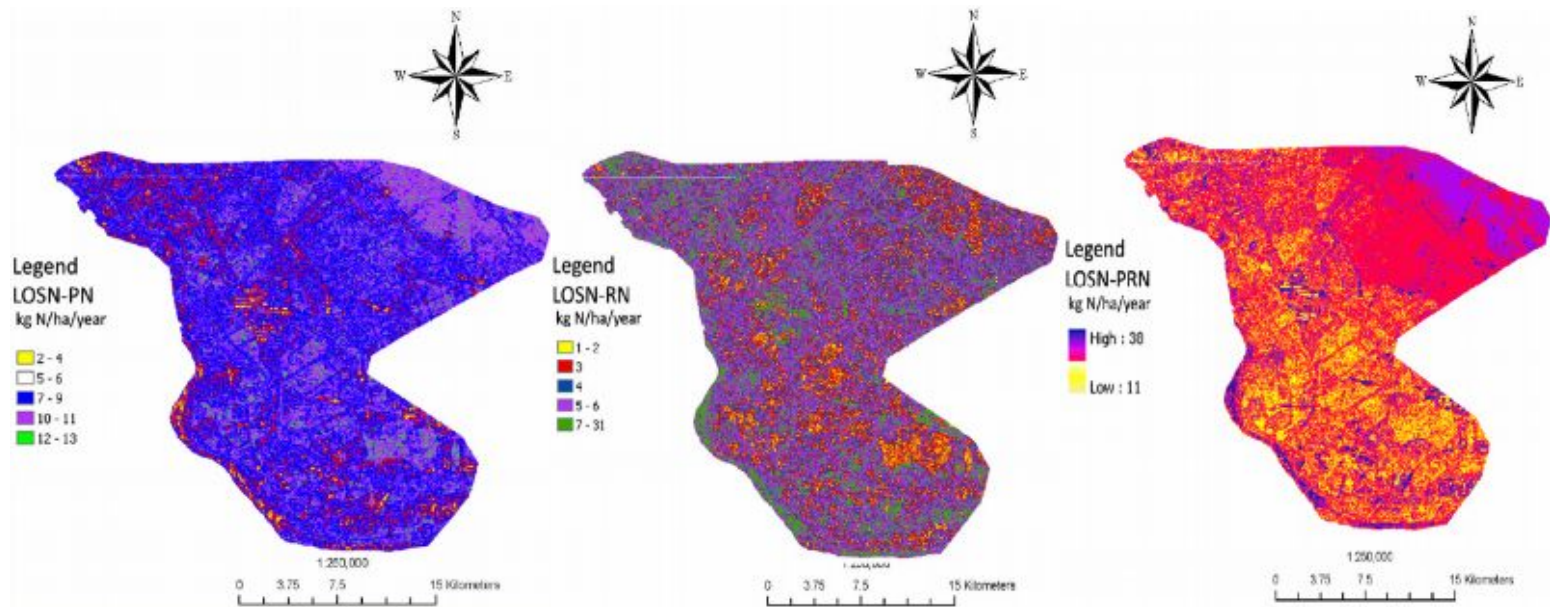 N
W E
S
Legend
LOSN-PN
kg N/ha/year
2 - 4
5 - 6
7 - 9
10 - 11
12 - 13
1:250,000
0 3.75 7.5 15 Kilometers
N
W E
S
Legend
LOSN-RN
kg N/ha/year
1 - 2
3
4
5 - 6
7 - 31
0 3.75 7.5 15 Kilometers
N
W E
S
Legend
LOSN-PRN
kg N/ha/year
High : 38
Low : 11
1:250,000
0 3.75 7.5 15 Kilometers